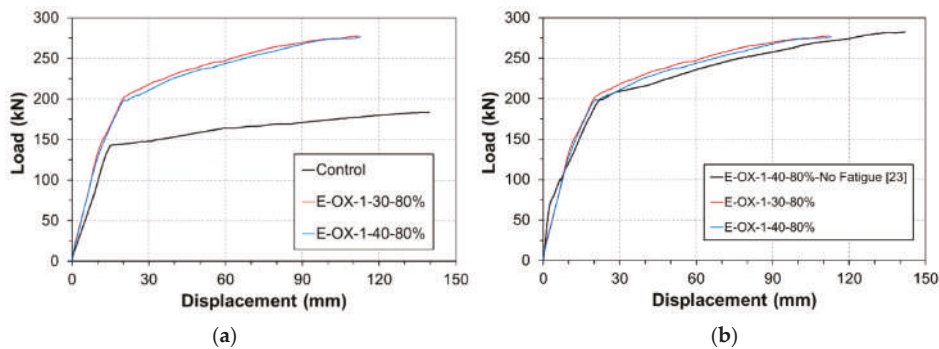 300
250
200
150
100
50
0
Load (kN)
0 30 60 90 120 150
Displacement (mm)
Control
E-OX-1-30-80%
E-OX-1-40-80%
(a)
300
250
200
150
100
50
0
Load (kN)
0 30 60 90 120 150
Displacement (mm)
E-OX-1-40-80%-No Fatigue [23]
E-OX-1-30-80%
E-OX-1-40-80%
(b)